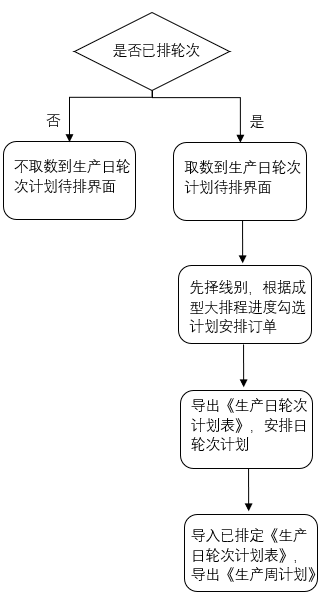 是否已排轮次
否
是
不取数到生产日轮
次计划待排界面
取数到生产日轮次
计划待排界面
先择线别，根据成
型大排程进度勾选
计划安排订单
导出《生产日轮次
计划表》，安排日
轮次计划
导入已排定《生产
日轮次计划表》，
导出《生产周计划》